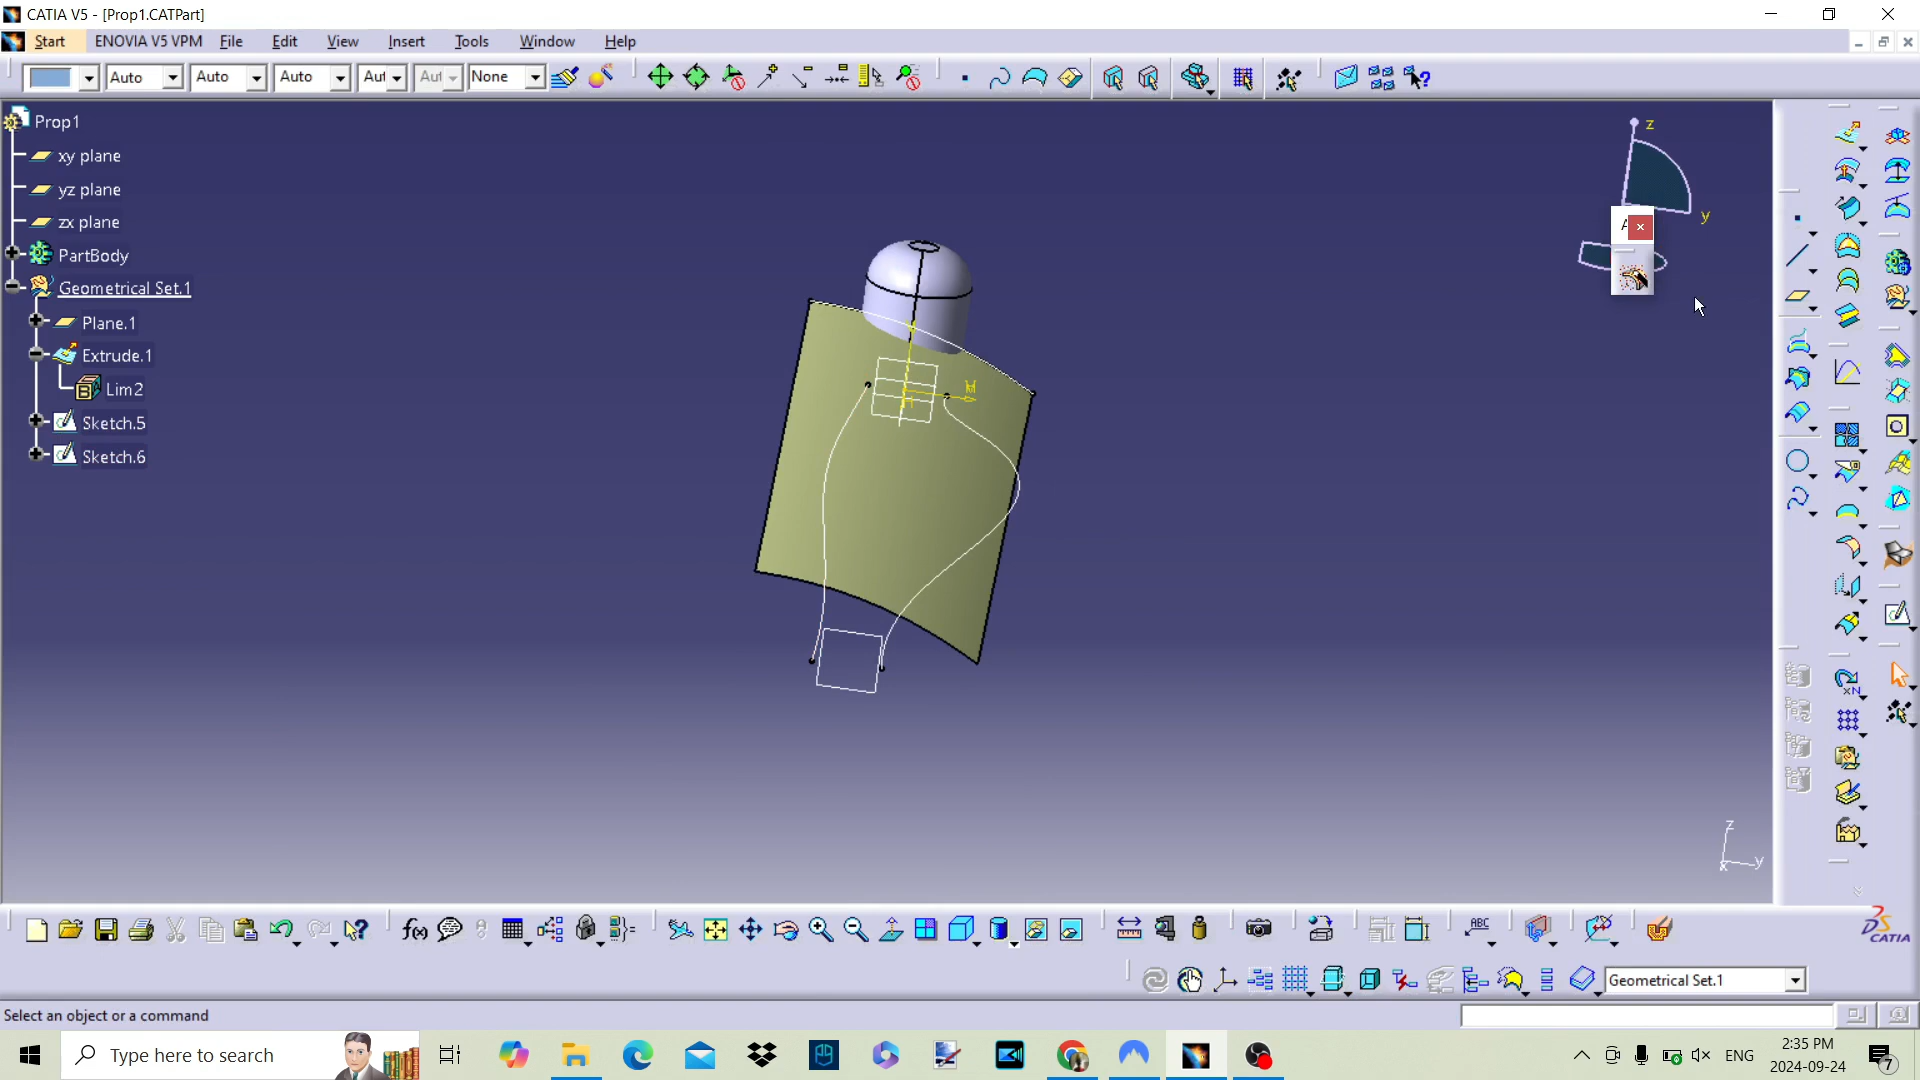 CATIA V5 - [Prop1.CATPart]
Start ENOVIA V5 VPM File Edit View Insert Tools Window Help
Auto Auto Auto Aut Aut None
Prop1
xy plane
yz plane
zx plane
PartBody
Geometrical Set.1
Plane.1
Extrude.1
Lim2
Sketch.5
Sketch.6
z
y
H
z
y
x
CATIA
Geometrical Set.1
Select an object or a command
Type here to search
ENG
2:35 PM
2024-09-24
7